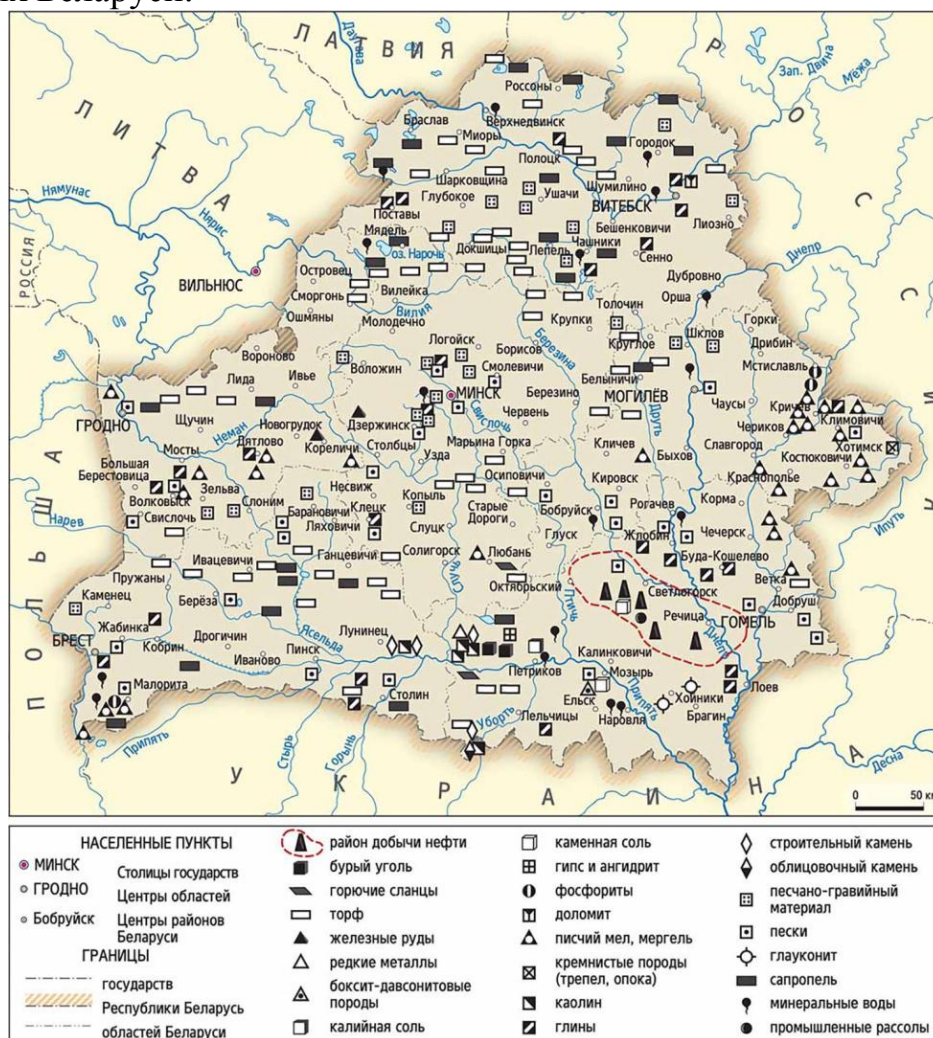 Беларуси.
ЛАТВИЯ
РОССИЯ
Даугава
Зап. Двина
Межа
Россоны
Верхнедвинск
Браслав
Миоры
Городок
Полоцк
ЛИТВА
Нямунас
Нярис
Шарковщина
Глубокое
Ушачи
Шумилино
ВИТЕБСК
Поставы
Бешенковичи
Лиозно
Мядель
оз. Нарочь
Докшицы
Лепель
Чашники
Сенно
Днепр
РОССИЯ
ВИЛЬНЮС
Островец
Дубровно
Сморгонь
Вилейка
Орша
Ошмяны
Вилия
Толочин
Молодечно
Крупки
Березина
Горки
Логойск
Круглое
Шклов
Дрибин
Вороново
Борисов
Мстиславль
Воложин
Смолевичи
Белыничи
Лида
Ивье
МИНСК
МОГИЛЁВ
ГРОДНО
Щучин
Березино
Чаусы
Кричев
Климовичи
Новогрудок
Дзержинск
Свислочь
Червень
Друть
Чериков
Неман
Мосты
Дятлово
Кореличи
Столбцы
Марьина Горка
Кличев
Славгород
Хотимск
Большая
Берестовица
Узда
Быхов
Костюковичи
Зельва
Несвиж
Осиповичи
Краснополье
Волковыск
Слоним
Барановичи
Клецк
Копыль
Кировск
Нарев
Свислочь
Ляховичи
Старые
Дороги
Бобруйск
Рогачев
Корма
Слуцк
Ипуть
ПОЛЬША
Ивацевичи
Ганцевичи
Солигорск
Любань
Глуск
Жлобин
Чечерск
Пружаны
Буда-Кошелево
Каменец
Октябрьский
Светлогорск
Ветка
Берёза
Случ
Птичь
Добруш
Речица
ГОМЕЛЬ
БРЕСТ
Жабинка
Дрогичин
Ясельда
Лунинец
Днепр
Кобрин
Иваново
Пинск
Петриков
Калинковичи
Мозырь
Малорита
Столин
Припять
Хойники
Лоев
Ельск
Наровля
Брагин
Уборть
Лельчицы
Припять
Стырь
Горынь
Десна
УКРАИНА
0 50 км
НАСЕЛЕННЫЕ ПУНКТЫ
МИНСК Столицы государств
ГРОДНО Центры областей
Бобруйск Центры районов
Беларуси
ГРАНИЦЫ
государств
Республики Беларусь
областей Беларуси
район добычи нефти
бурый уголь
горючие сланцы
торф
железные руды
редкие металлы
боксит-давсонитовые
породы
калийная соль
каменная соль
гипс и ангидрит
фосфориты
доломит
писчий мел, мергель
кремнистые породы
(трепел, опока)
каолин
глины
строительный камень
облицовочный камень
песчано-гравийный
материал
пески
глауконит
сапропель
минеральные воды
промышленные рассолы